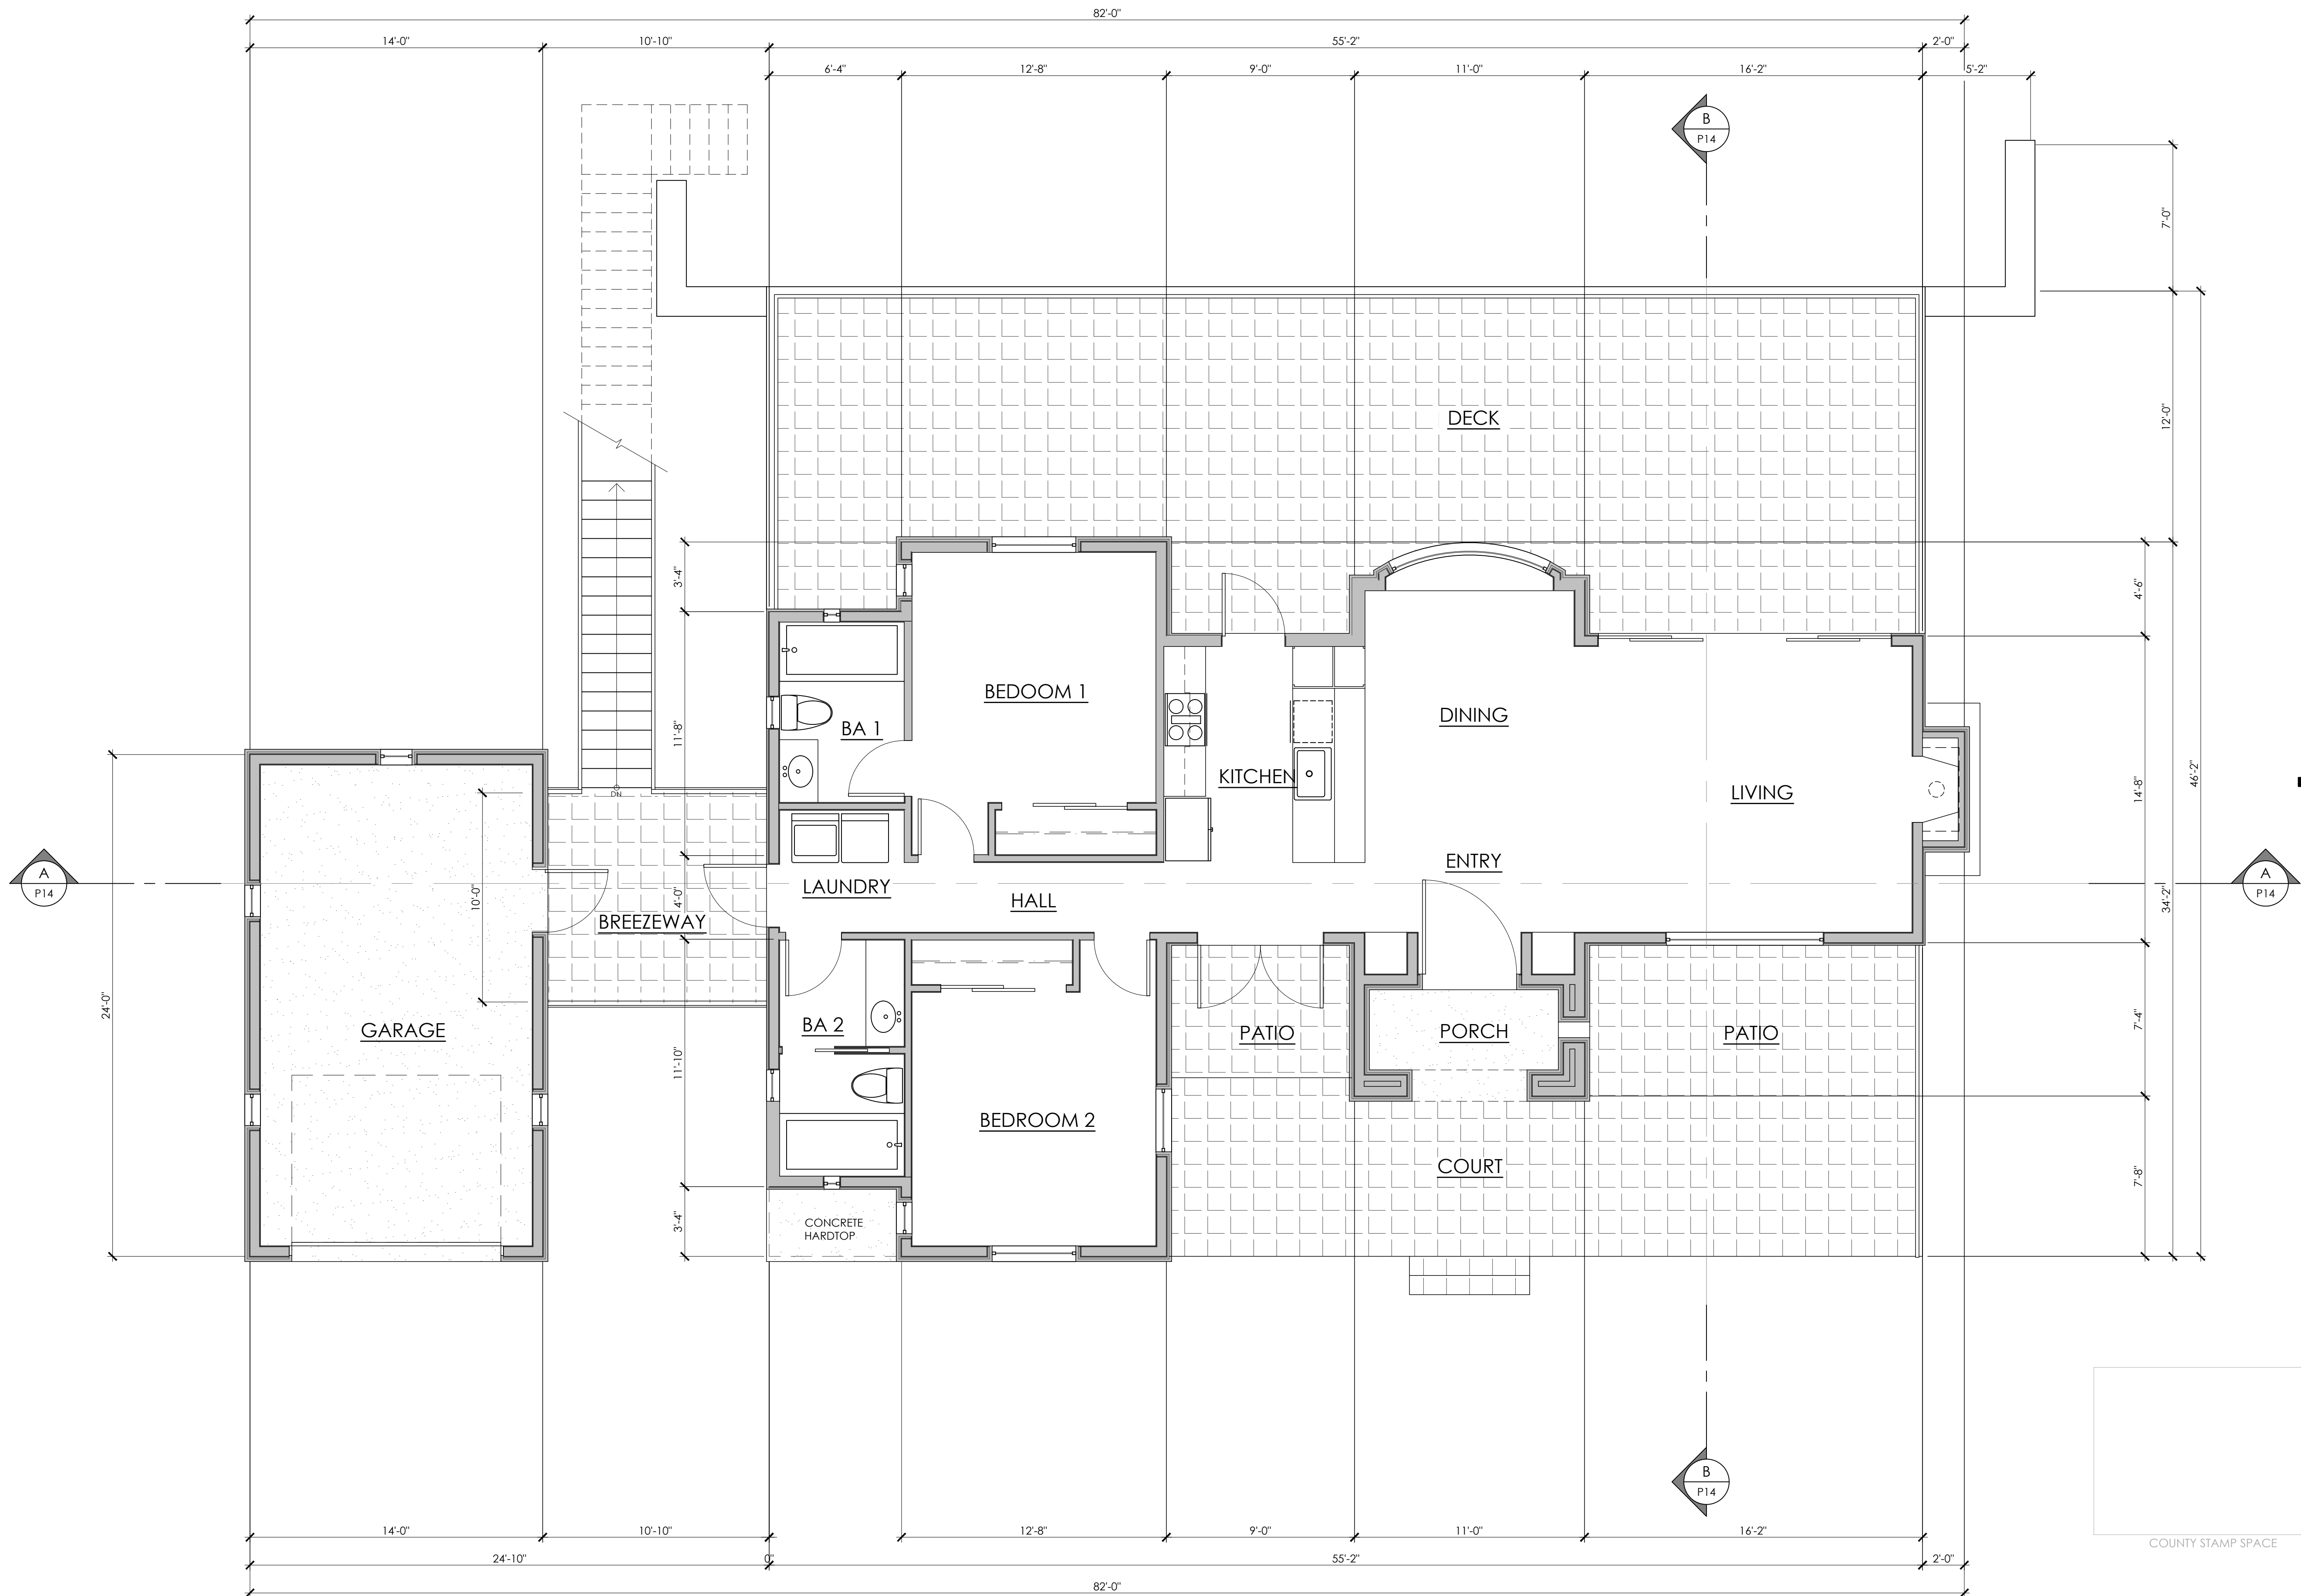 82'-0"
14'-0"
10'-10"
55'-2"
2'-0"
6'-4"
12'-8"
9'-0"
11'-0"
16'-2"
5'-2"
B
P14
7'-0"
DECK
12'-0"
3'-4"
4'-6"
BEDOOM 1
DINING
BA 1
11'-8"
KITCHEN
LIVING
14'-8"
46'-2"
DN
ENTRY
A
P14
LAUNDRY
HALL
A
P14
10'-0"
4'-0"
BREEZEWAY
34'-2"
24'-0"
GARAGE
BA 2
PATIO
PORCH
PATIO
7'-4"
11'-10"
BEDROOM 2
COURT
7'-8"
3'-4"
CONCRETE
HARDTOP
B
P14
14'-0"
10'-10"
12'-8"
9'-0"
11'-0"
16'-2"
COUNTY STAMP SPACE
24'-10"
0"
55'-2"
2'-0"
82'-0"